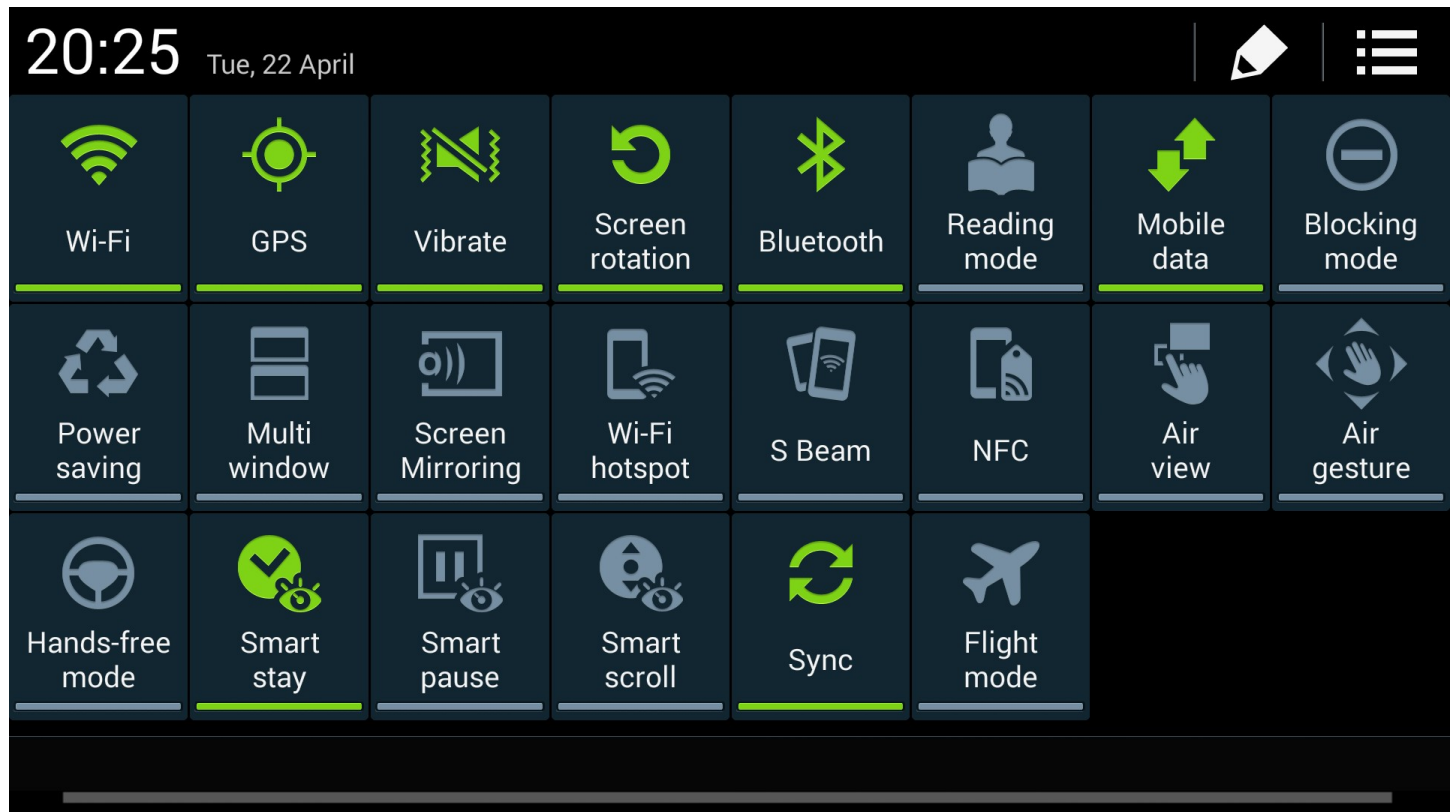 20:25 Tue, 22 April
Wi-Fi
GPS
Vibrate
Screen
rotation
Bluetooth
Reading
mode
Mobile
data
Blocking
mode
Power
saving
Multi
window
Screen
Mirroring
Wi-Fi
hotspot
S Beam
NFC
Air
view
Air
gesture
Hands-free
mode
Smart
stay
Smart
pause
Smart
scroll
Sync
Flight
mode